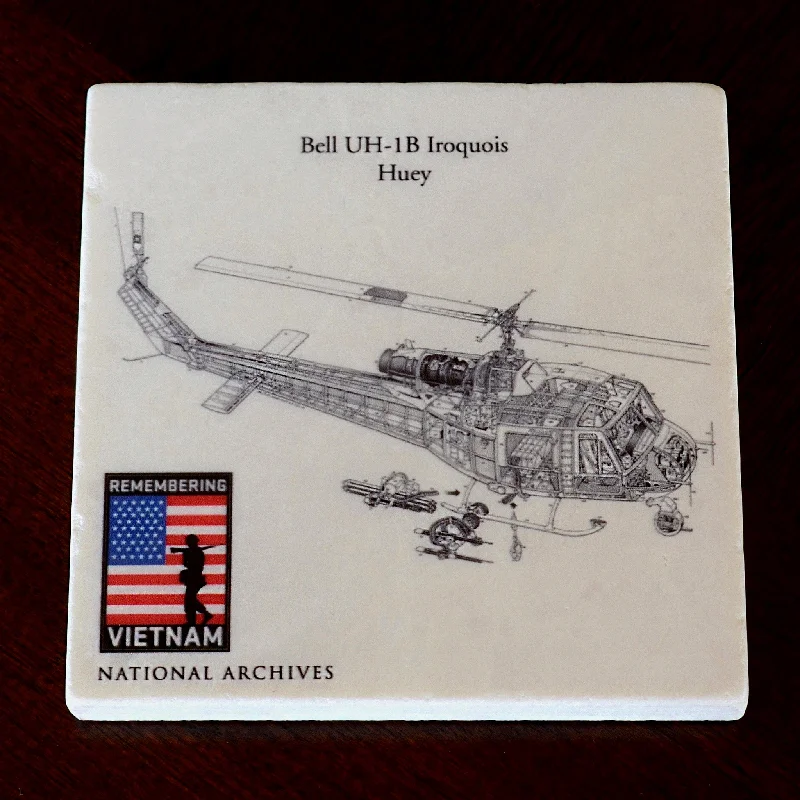 Bell UH-1B Iroquois
Huey
REMEMBERING
VIETNAM
NATIONAL ARCHIVES